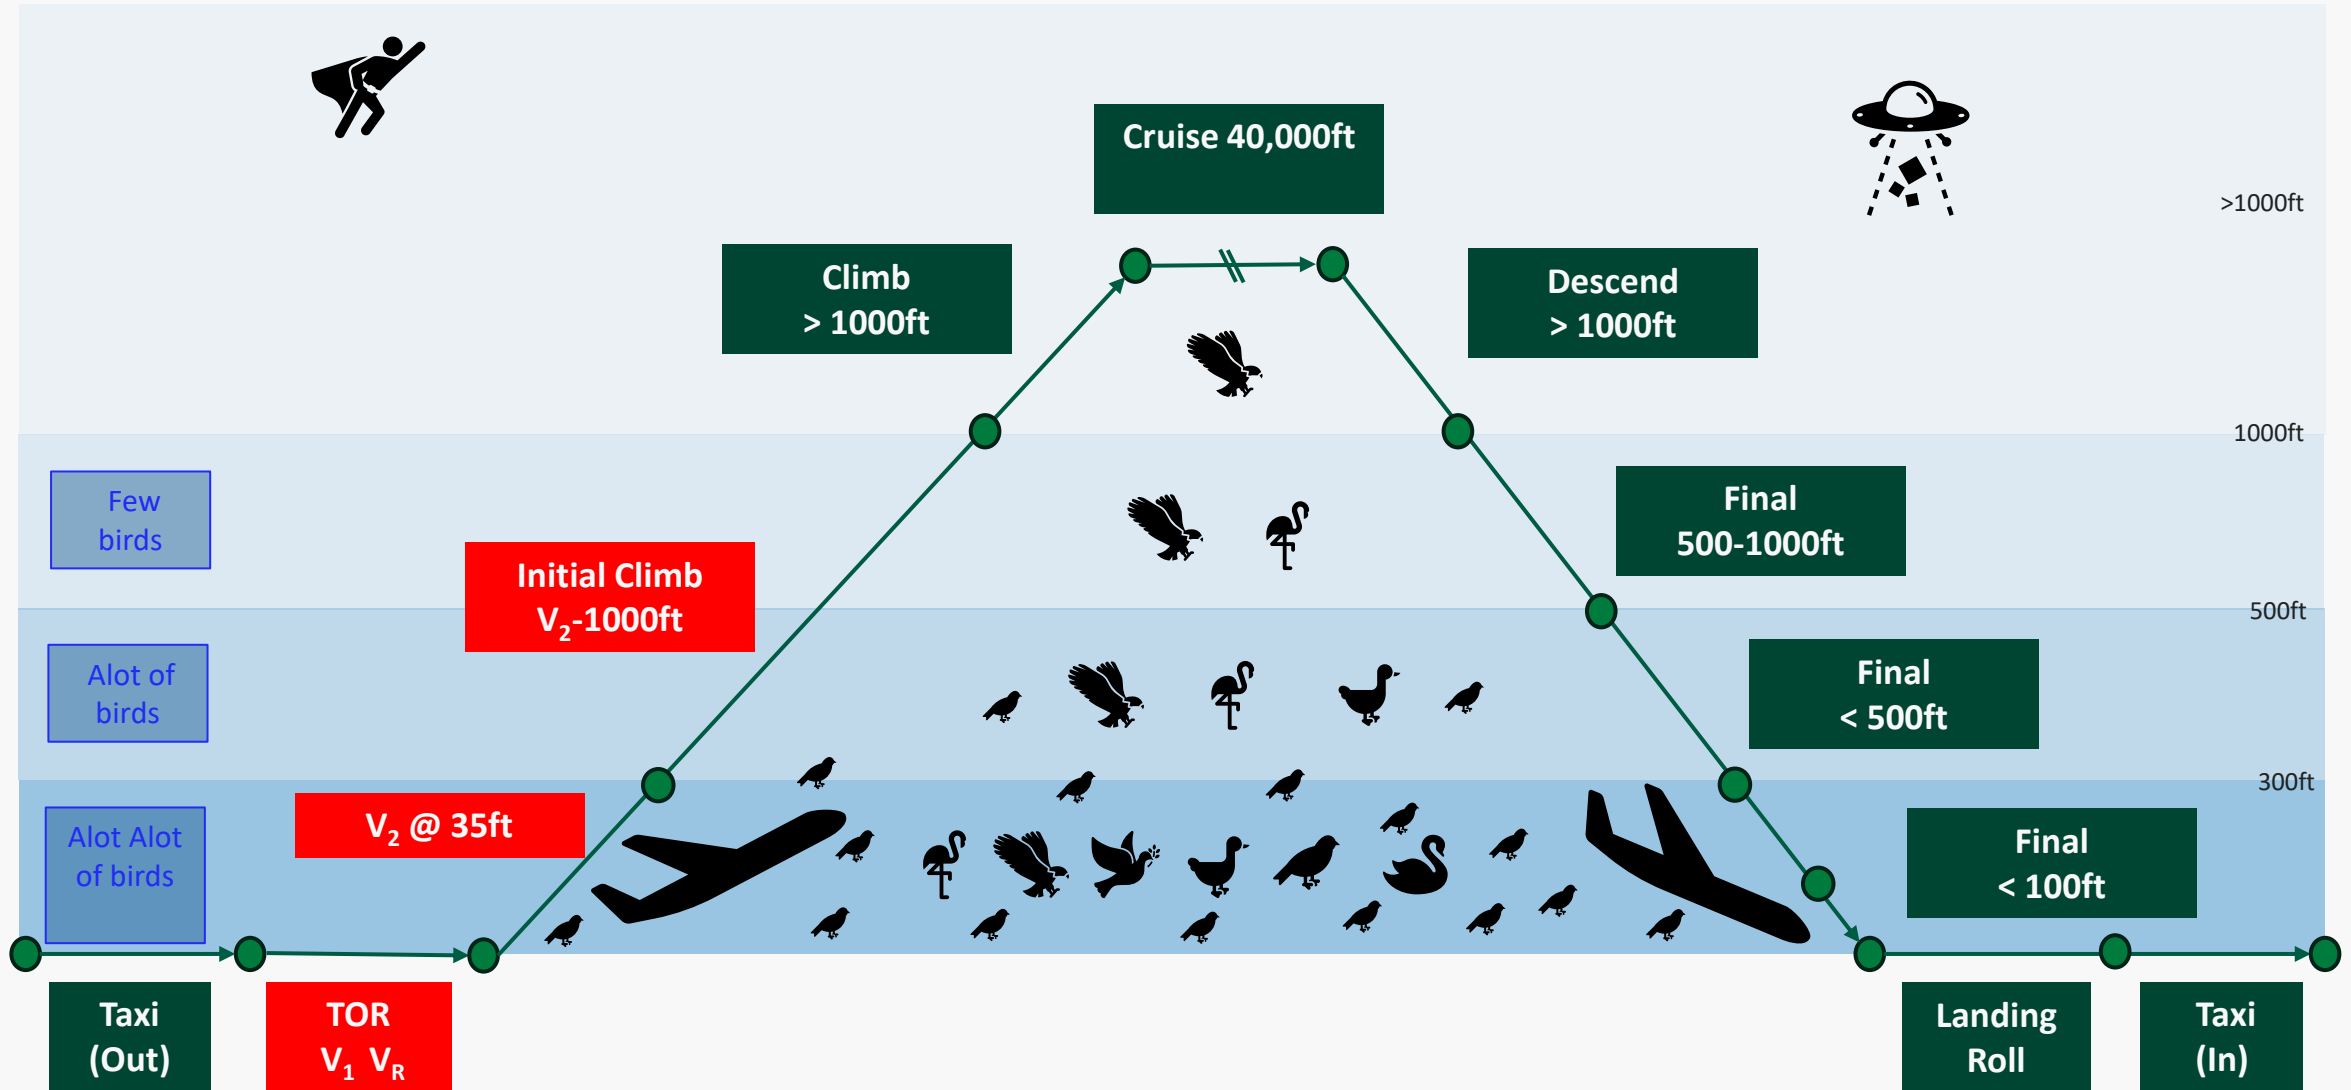 Cruise 40,000ft
>1000ft
Climb
> 1000ft
Descend
> 1000ft
1000ft
Few
birds
Final
500-1000ft
Initial Climb
V₂-1000ft
500ft
Alot of
birds
Final
< 500ft
300ft
V₂ @ 35ft
Alot Alot
of birds
Final
< 100ft
Taxi
(Out)
TOR
V₁ V_R
Landing
Roll
Taxi
(In)